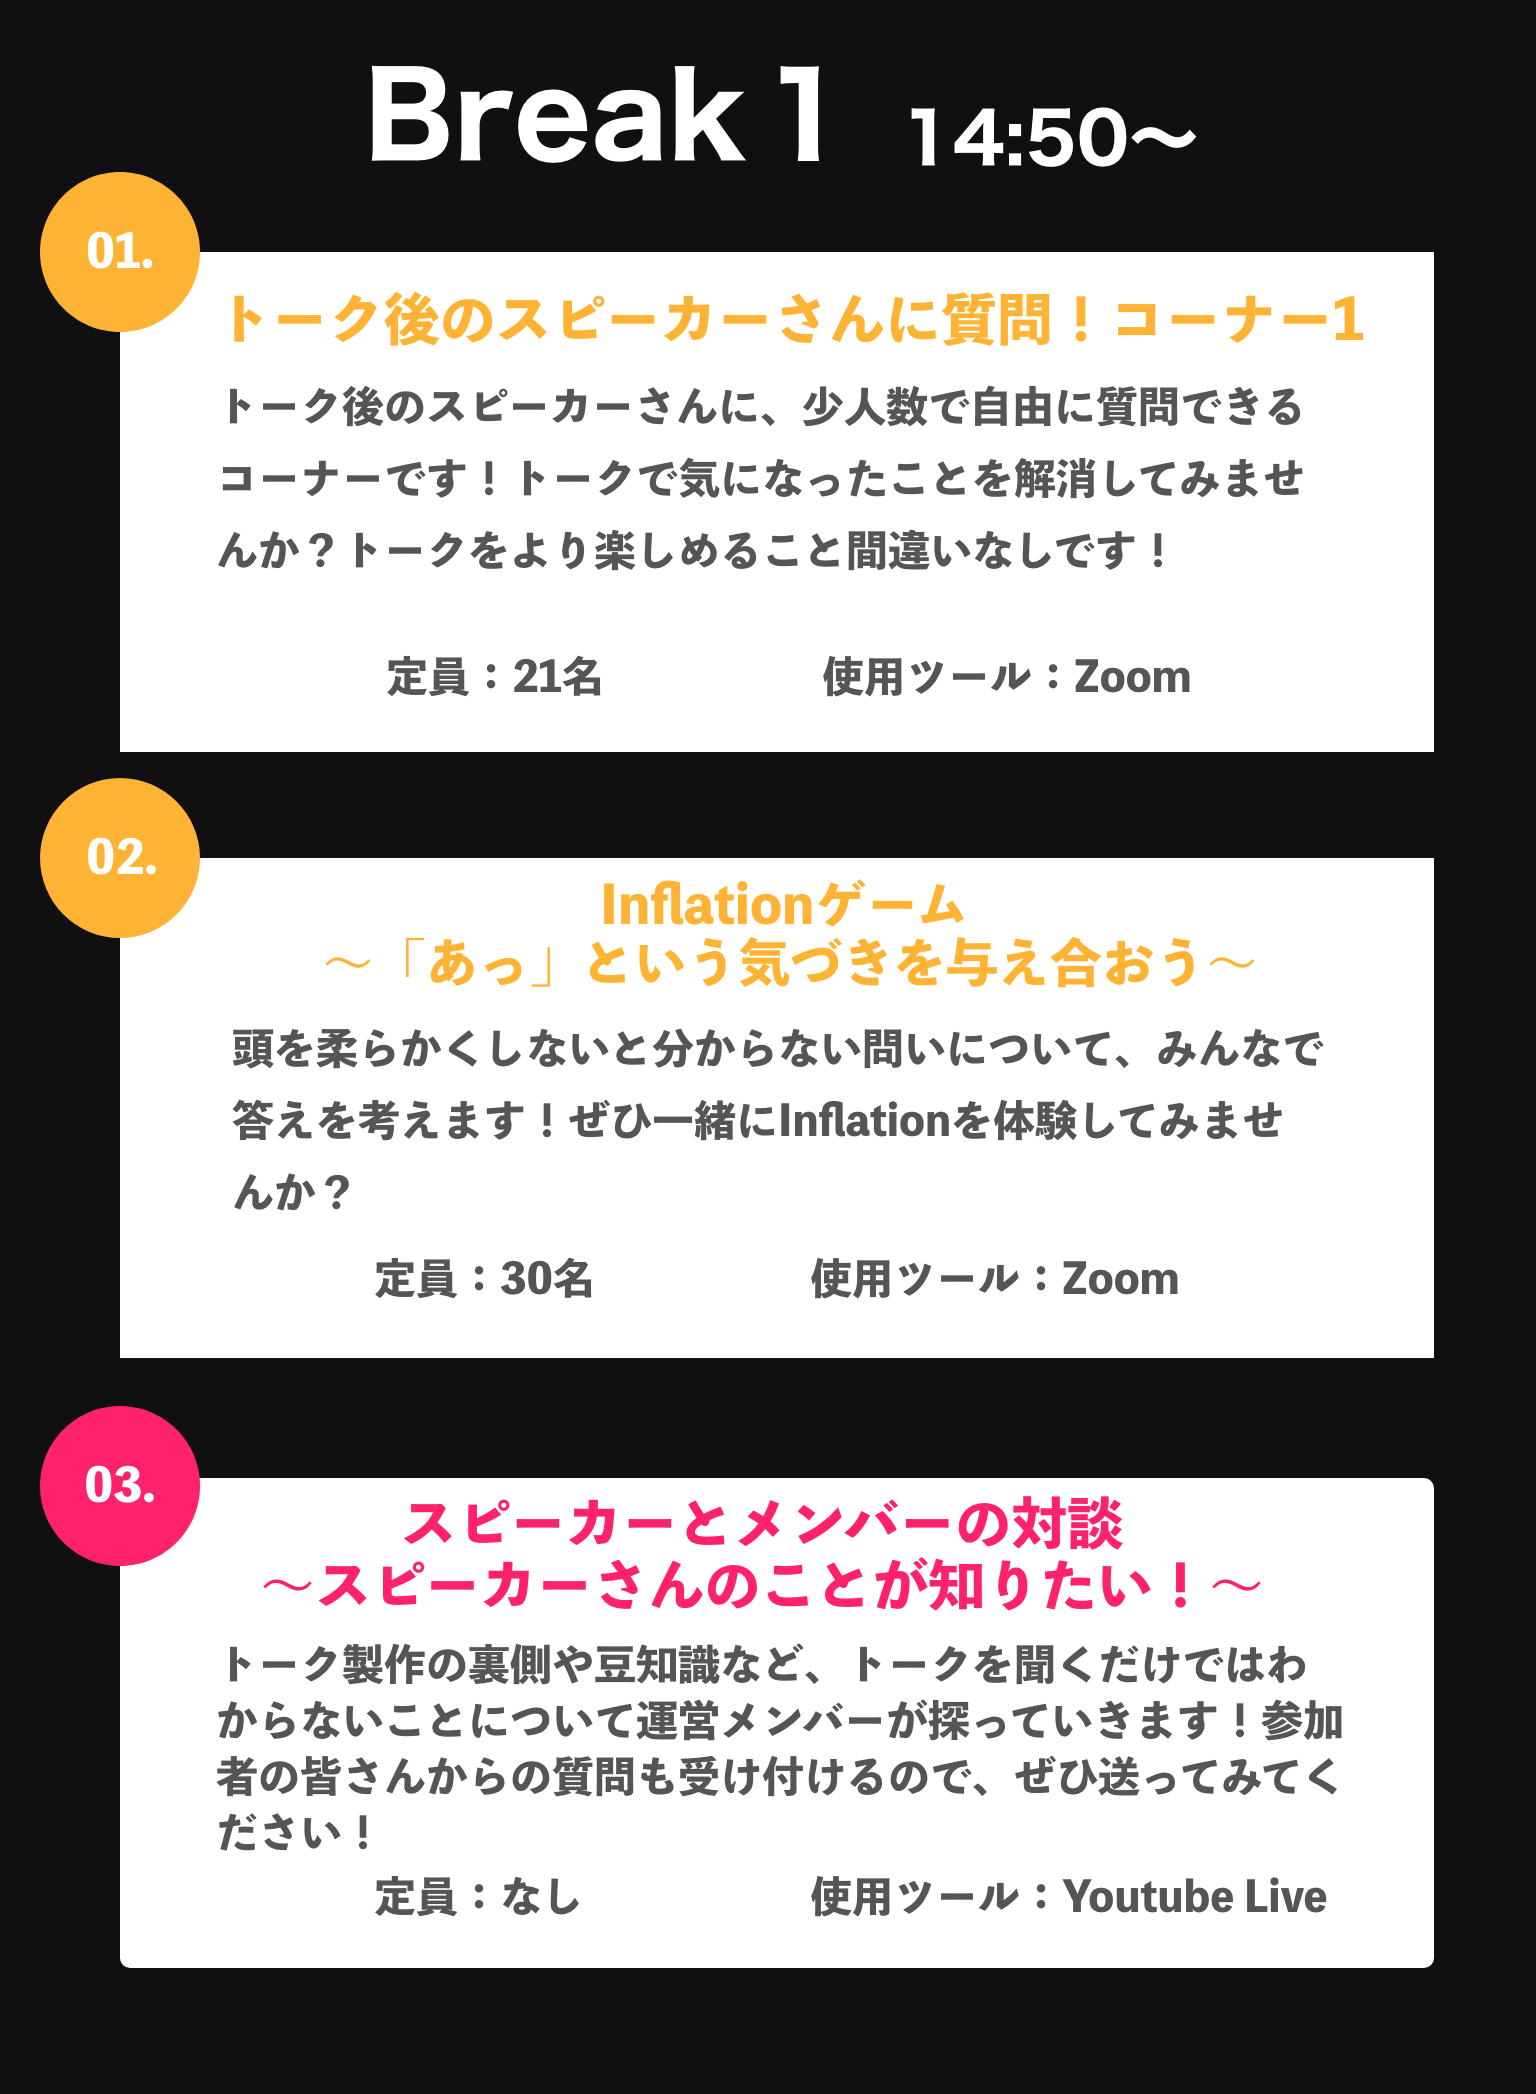 Break 1 14:50〜
01.
トーク後のスピーカーさんに質問！コーナー1
トーク後のスピーカーさんに、少人数で自由に質問できる
コーナーです！トークで気になったことを解消してみませ
んか？トークをより楽しめること間違いなしです！
定員：21名 使用ツール：Zoom
02.
Inflationゲーム
〜「あっ」という気づきを与え合おう〜
頭を柔らかくしないと分からない問いについて、みんなで
答えを考えます！ぜひ一緒にInflationを体験してみませ
んか？
定員：30名 使用ツール：Zoom
03.
スピーカーとメンバーの対談
〜スピーカーさんのことが知りたい！〜
トーク製作の裏側や豆知識など、トークを聞くだけではわ
からないことについて運営メンバーが探っていきます！参加
者の皆さんからの質問も受け付けるので、ぜひ送ってみてく
ださい！
定員：なし 使用ツール：Youtube Live